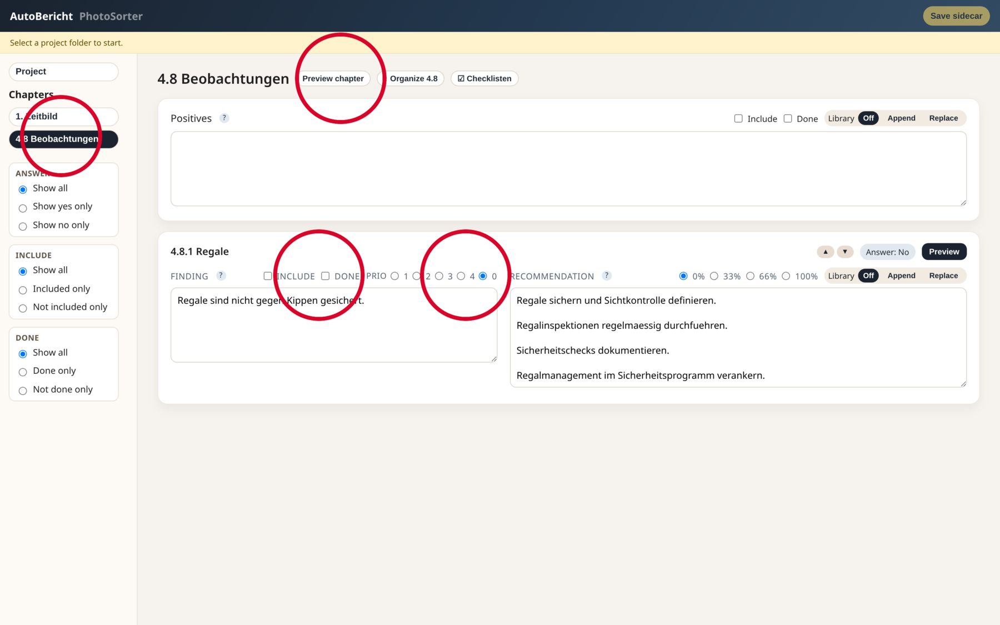 AutoBericht PhotoSorter Save sidecar
Select a project folder to start.
Project
Chapters
1. Leitbild
4.8 Beobachtungen
ANSWER
Show all
Show yes only
Show no only
INCLUDE
Show all
Included only
Not included only
DONE
Show all
Done only
Not done only
4.8 Beobachtungen Preview chapter Organize 4.8 ☑ Checklisten
Positives ? Include Done Library Off Append Replace
4.8.1 Regale ▲ ▼ Answer: No Preview
FINDING ? INCLUDE DONE PRIO 1 2 3 4 0 RECOMMENDATION ? 0% 33% 66% 100% Library Off Append Replace
Regale sind nicht gegen Kippen gesichert.
Regale sichern und Sichtkontrolle definieren.
Regalinspektionen regelmaessig durchfuehren.
Sicherheitschecks dokumentieren.
Regalmanagement im Sicherheitsprogramm verankern.